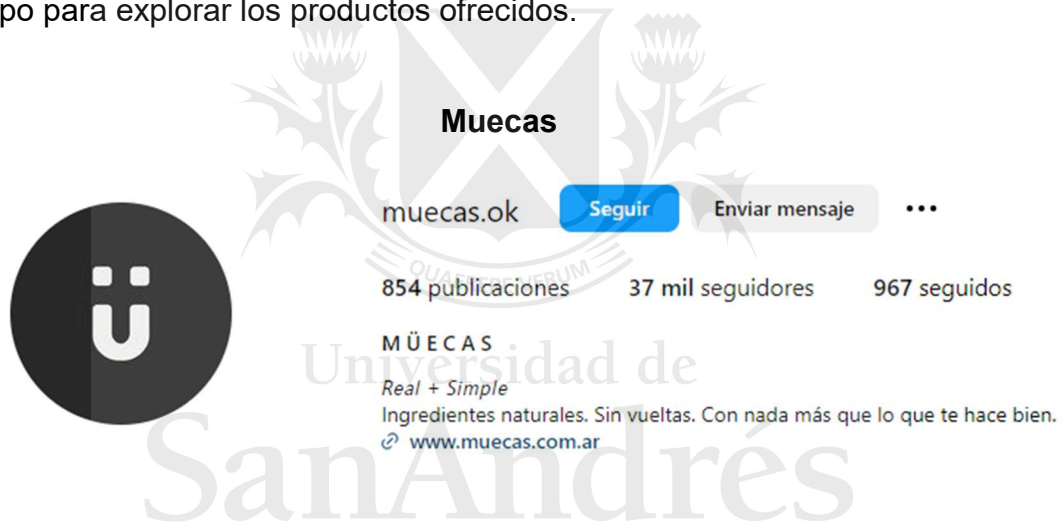 po para explorar los productos ofrecidos.
Muecas
muecas.ok Seguir Enviar mensaje •••
854 publicaciones 37 mil seguidores 967 seguidos
MÜECAS
Real + Simple
Ingredientes naturales. Sin vueltas. Con nada más que lo que te hace bien.
www.muecas.com.ar
ü
QUAERERE VERUM
Universidad de
SanAndrés